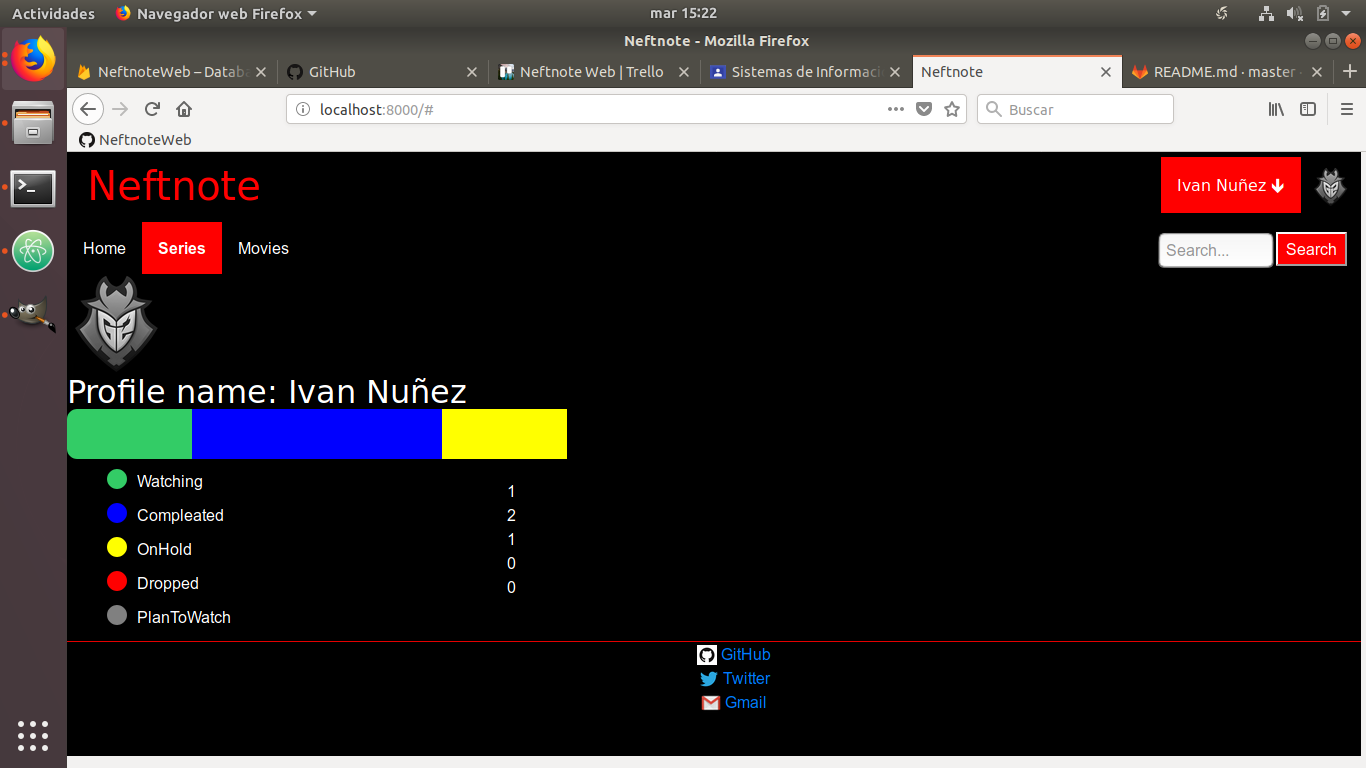 Actividades Navegador web Firefox mar 15:22
Neftnote - Mozilla Firefox
NeftnoteWeb – Databa GitHub Neftnote Web | Trello Sistemas de Informaci Neftnote README.md · master ·
localhost:8000/# Buscar
NeftnoteWeb
Neftnote Ivan Nuñez
Home Series Movies Search... Search
G2
Profile name: Ivan Nuñez
Watching 1
Compleated 2
OnHold 1
Dropped 0
PlanToWatch 0
GitHub
Twitter
Gmail